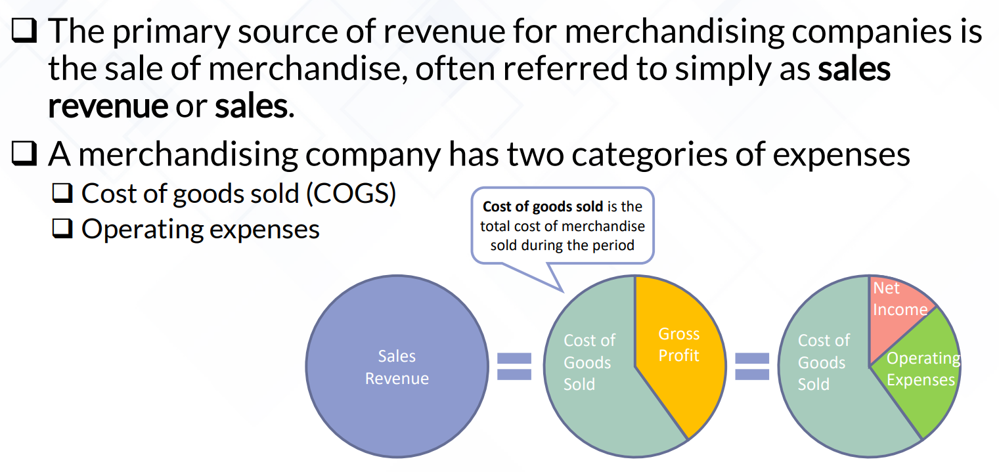 The primary source of revenue for merchandising companies is
the sale of merchandise, often referred to simply as sales
revenue or sales.
A merchandising company has two categories of expenses
Cost of goods sold (COGS)
Operating expenses
Cost of goods sold is the
total cost of merchandise
sold during the period
Sales
Revenue
Cost of
Goods
Sold
Gross
Profit
Cost of
Goods
Sold
Net
Income
Operating
Expenses